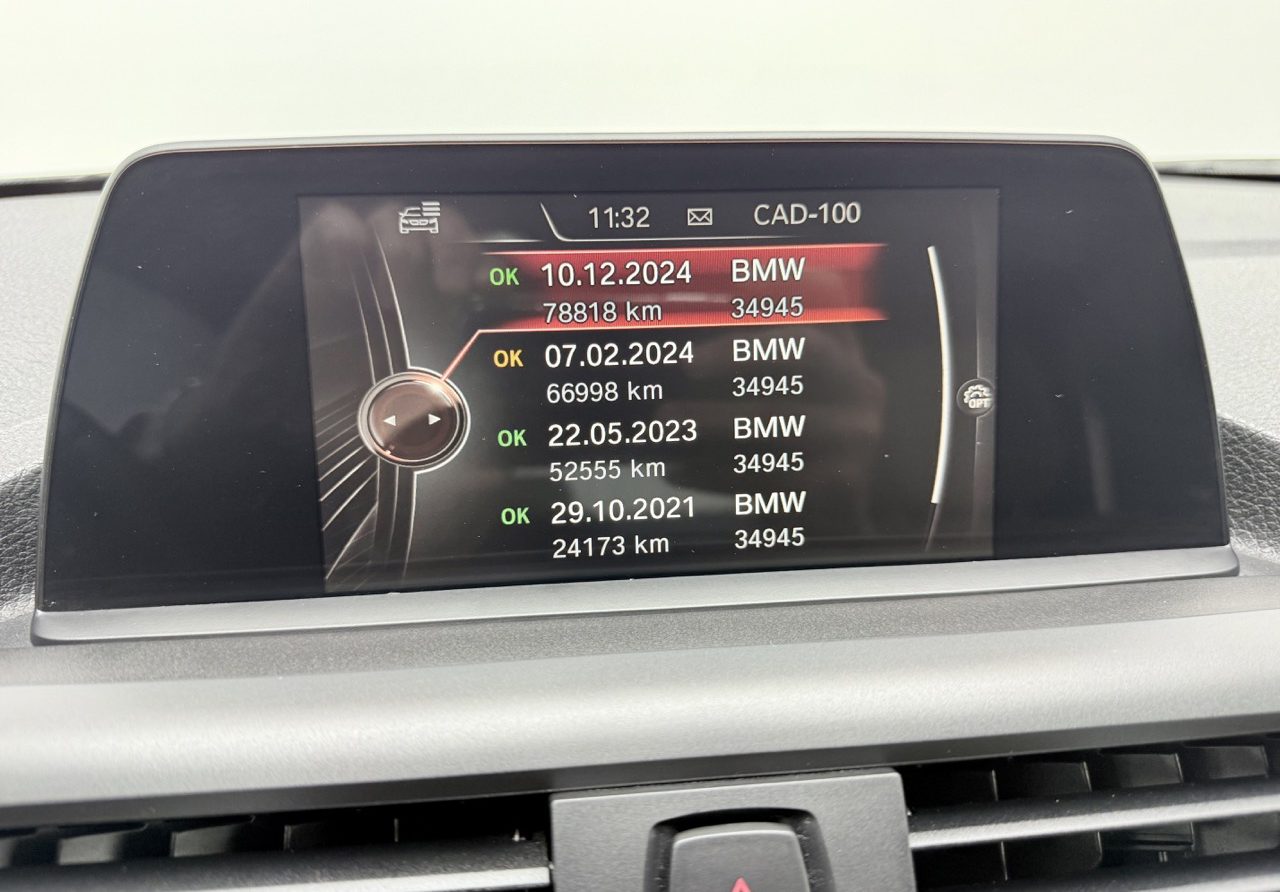 11:32 CAD-100
OK 10.12.2024 BMW
78818 km 34945
OK 07.02.2024 BMW
66998 km 34945
OK 22.05.2023 BMW
52555 km 34945
OK 29.10.2021 BMW
24173 km 34945
OPT